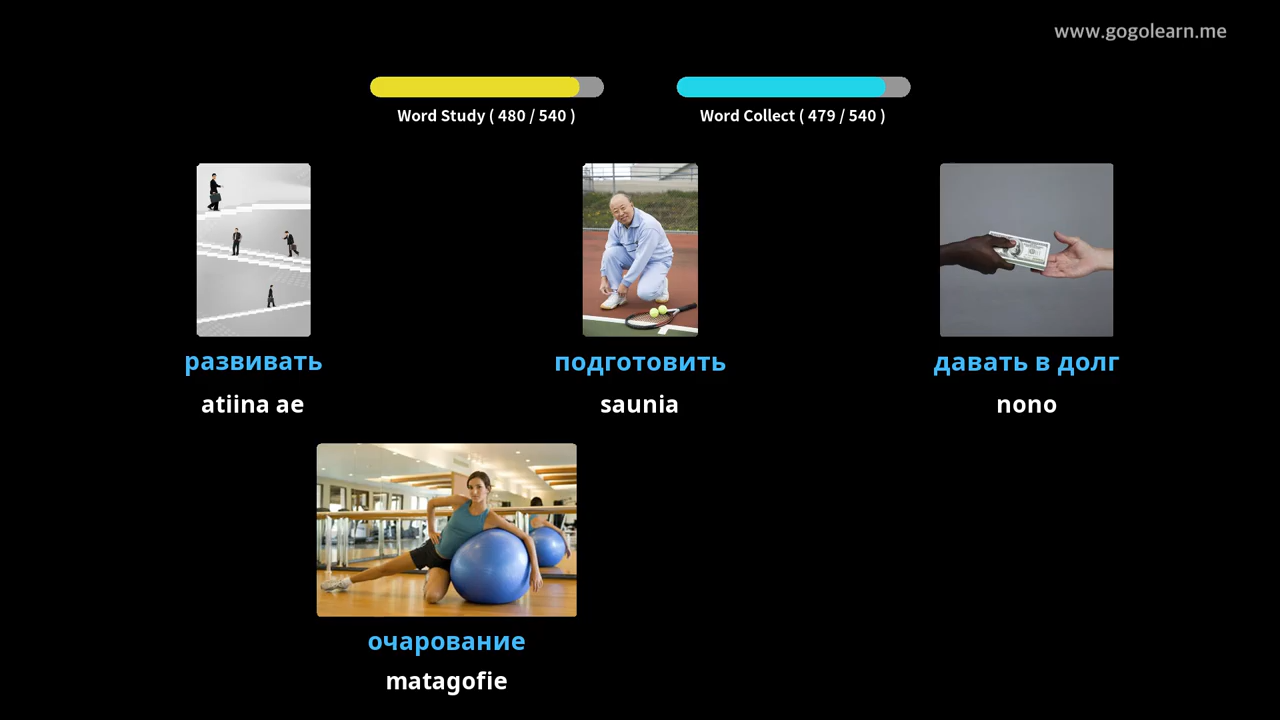 www.gogolearn.me
Word Study ( 480 / 540 )
Word Collect ( 479 / 540 )
развивать
atiina ae
подготовить
saunia
давать в долг
nono
очарование
matagofie